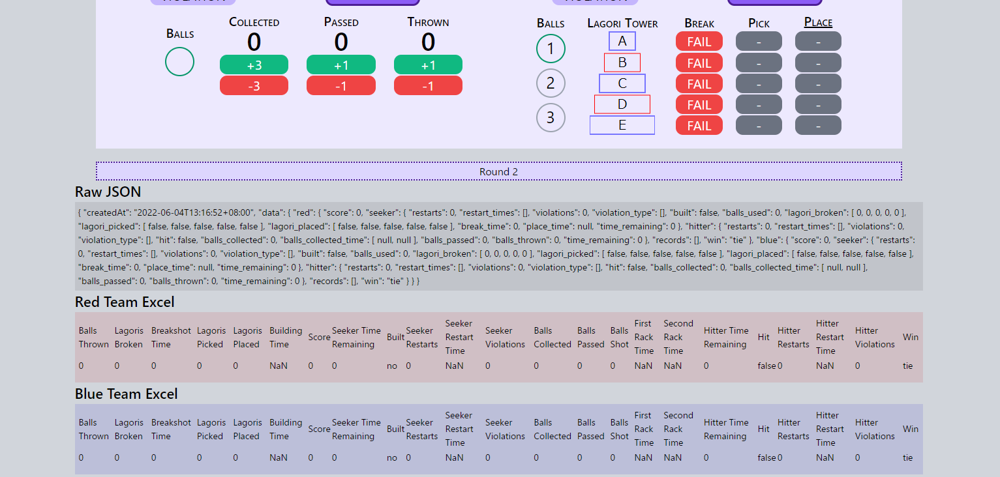 VIOLATION VIOLATION
COLLECTED PASSED THROWN
BALLS
0 0 0
+3 +1 +1
-3 -1 -1
BALLS LAGORI TOWER BREAK PICK PLACE
1 A FAIL - -
B FAIL - -
2 C FAIL - -
D FAIL - -
3 E FAIL - -
Round 2
Raw JSON
{ "createdAt": "2022-06-04T13:16:52+08:00", "data": { "red": { "score": 0, "seeker": { "restarts": 0, "restart_times": [], "violations": 0, "violation_type": [], "built": false, "balls_used": 0, "lagori_broken": [ 0, 0, 0, 0, 0 ],
"lagori_picked": [ false, false, false, false, false ], "lagori_placed": [ false, false, false, false, false ], "break_time": 0, "place_time": null, "time_remaining": 0 }, "hitter": { "restarts": 0, "restart_times": [], "violations": 0,
"violation_type": [], "hit": false, "balls_collected": 0, "balls_collected_time": [ null, null ], "balls_passed": 0, "balls_thrown": 0, "time_remaining": 0 }, "records": [], "win": "tie" }, "blue": { "score": 0, "seeker": { "restarts":
0, "restart_times": [], "violations": 0, "violation_type": [], "built": false, "balls_used": 0, "lagori_broken": [ 0, 0, 0, 0, 0 ], "lagori_picked": [ false, false, false, false, false ], "lagori_placed": [ false, false, false, false, false ],
"break_time": 0, "place_time": null, "time_remaining": 0 }, "hitter": { "restarts": 0, "restart_times": [], "violations": 0, "violation_type": [], "hit": false, "balls_collected": 0, "balls_collected_time": [ null, null ],
"balls_passed": 0, "balls_thrown": 0, "time_remaining": 0 }, "records": [], "win": "tie" } } }
Red Team Excel
Balls Thrown Lagoris Broken Breakshot Time Lagoris Picked Lagoris Placed Building Time Score Seeker Time Remaining Built Seeker Restarts Seeker Restart Time Seeker Violations Balls Collected Balls Passed Balls Shot First Rack Time Second Rack Time Hitter Time Remaining Hit Hitter Restarts Hitter Restart Time Hitter Violations Win
0 0 0 0 0 NaN 0 0 no 0 NaN 0 0 0 0 NaN NaN 0 false 0 NaN 0 tie
Blue Team Excel
Balls Thrown Lagoris Broken Breakshot Time Lagoris Picked Lagoris Placed Building Time Score Seeker Time Remaining Built Seeker Restarts Seeker Restart Time Seeker Violations Balls Collected Balls Passed Balls Shot First Rack Time Second Rack Time Hitter Time Remaining Hit Hitter Restarts Hitter Restart Time Hitter Violations Win
0 0 0 0 0 NaN 0 0 no 0 NaN 0 0 0 0 NaN NaN 0 false 0 NaN 0 tie